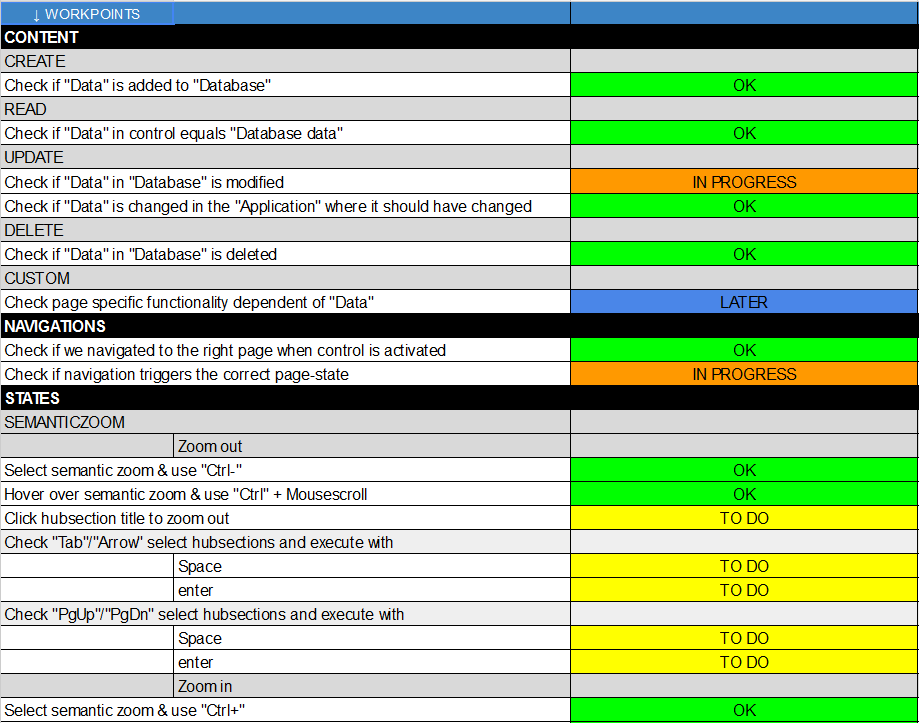 ↓ WORKPOINTS
CONTENT
CREATE
Check if "Data" is added to "Database" OK
READ
Check if "Data" in control equals "Database data" OK
UPDATE
Check if "Data" in "Database" is modified IN PROGRESS
Check if "Data" is changed in the "Application" where it should have changed OK
DELETE
Check if "Data" in "Database" is deleted OK
CUSTOM
Check page specific functionality dependent of "Data" LATER
NAVIGATIONS
Check if we navigated to the right page when control is activated OK
Check if navigation triggers the correct page-state IN PROGRESS
STATES
SEMANTICZOOM
Zoom out
Select semantic zoom & use "Ctrl-" OK
Hover over semantic zoom & use "Ctrl" + Mousescroll OK
Click hubsection title to zoom out TO DO
Check "Tab"/"Arrow" select hubsections and execute with
Space TO DO
enter TO DO
Check "PgUp"/"PgDn" select hubsections and execute with
Space TO DO
enter TO DO
Zoom in
Select semantic zoom & use "Ctrl+" OK